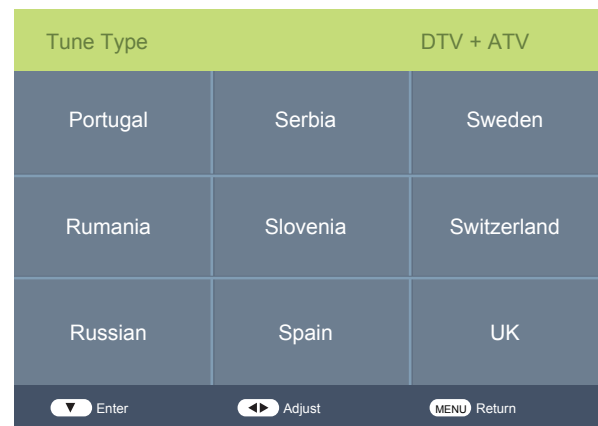 Tune Type DTV + ATV
Portugal Serbia Sweden
Rumania Slovenia Switzerland
Russian Spain UK
Enter Adjust MENU Return